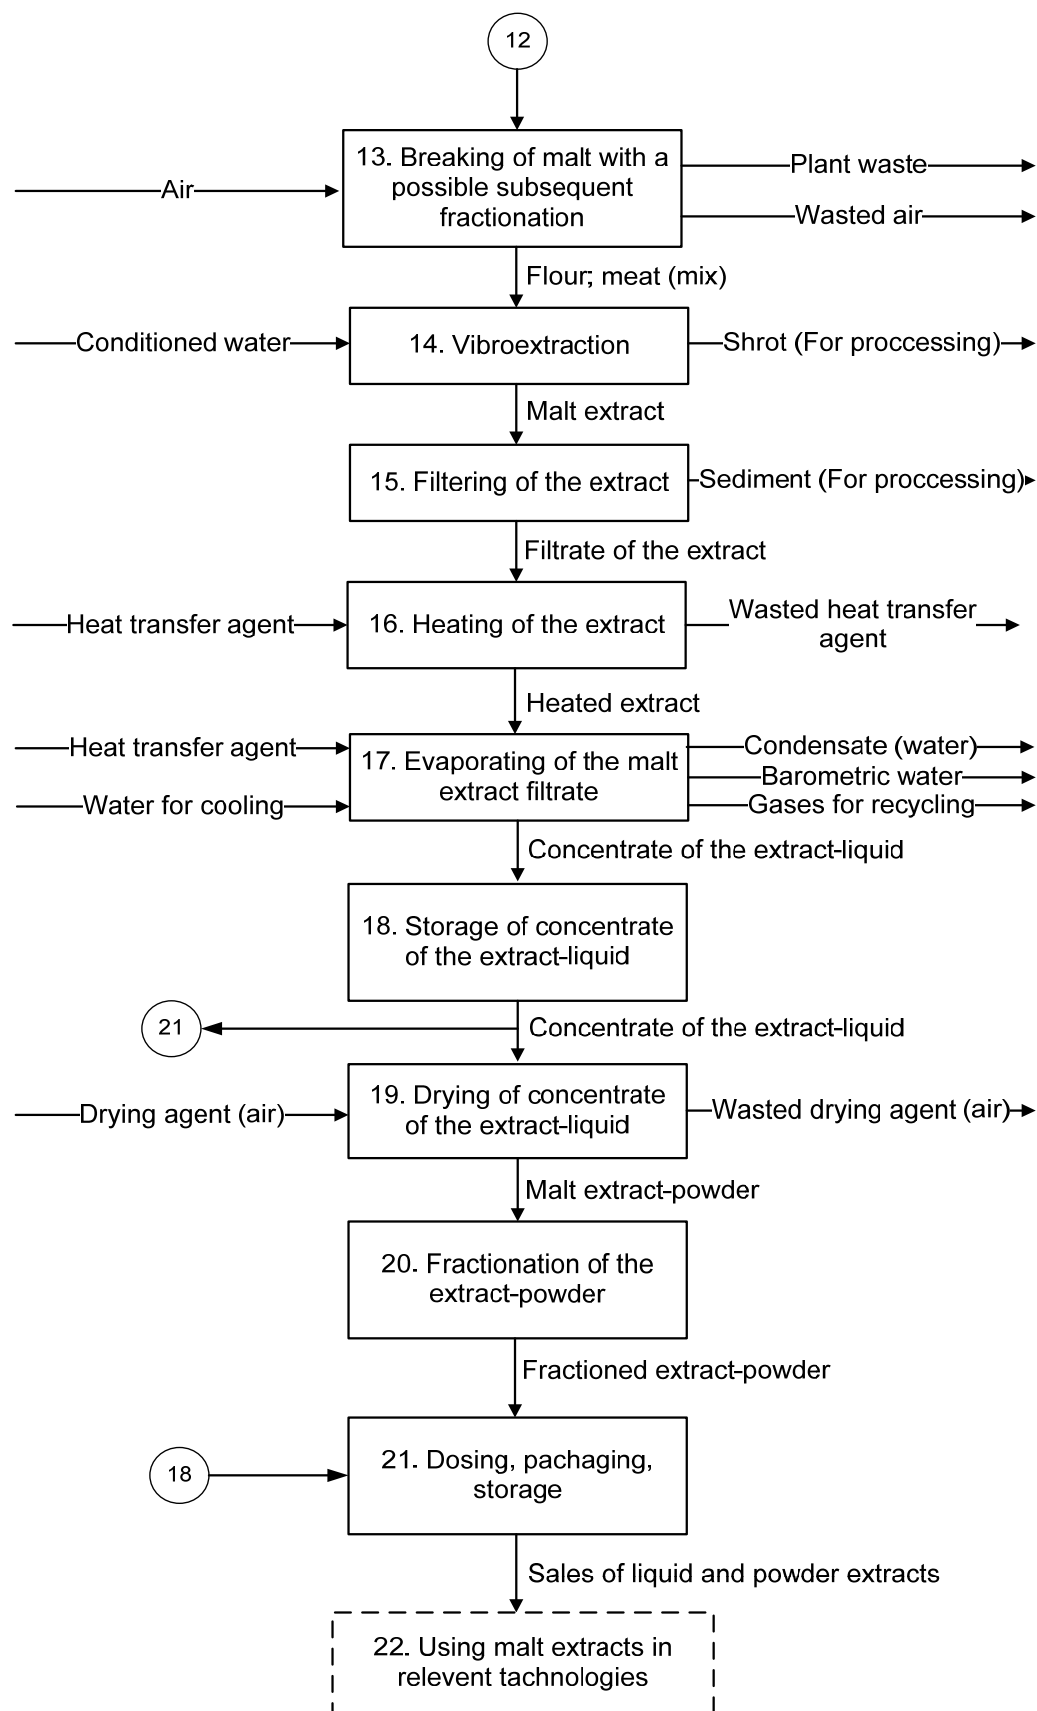 12
13. Breaking of malt with a
possible subsequent
fractionation
Air
Plant waste
Wasted air
Flour; meat (mix)
Conditioned water
14. Vibroextraction
Shrot (For proccessing)
Malt extract
15. Filtering of the extract
Sediment (For proccessing)
Filtrate of the extract
Heat transfer agent
16. Heating of the extract
Wasted heat transfer
agent
Heated extract
Heat transfer agent
Water for cooling
17. Evaporating of the malt
extract filtrate
Condensate (water)
Barometric water
Gases for recycling
Concentrate of the extract-liquid
18. Storage of concentrate
of the extract-liquid
21
Concentrate of the extract-liquid
Drying agent (air)
19. Drying of concentrate
of the extract-liquid
Wasted drying agent (air)
Malt extract-powder
20. Fractionation of the
extract-powder
Fractioned extract-powder
18
21. Dosing, pachaging,
storage
Sales of liquid and powder extracts
22. Using malt extracts in
relevent tachnologies